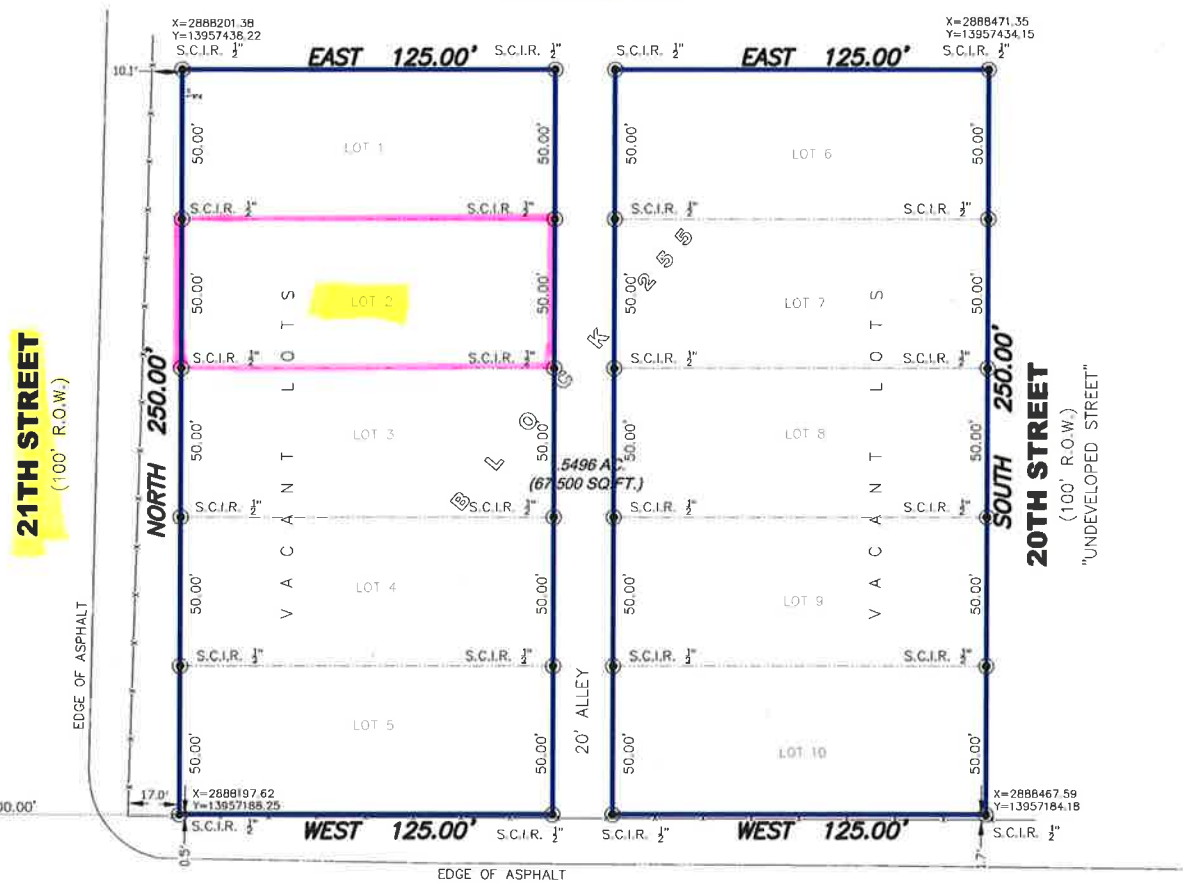 X=2888201.38
Y=13957438.22
S.C.I.R. ½"
EAST 125.00'
S.C.I.R. ½"
S.C.I.R. ½"
EAST 125.00'
X=2888471.35
Y=13957434.15
S.C.I.R. ½"
10.1'
50.00'
LOT 1
50.00'
50.00'
LOT 6
50.00'
S.C.I.R. ½"
S.C.I.R. ½"
S.C.I.R. ½"
S.C.I.R. ½"
50.00'
LOT 2
50.00'
50.00'
LOT 7
50.00'
S.C.I.R. ½"
S.C.I.R. ½"
S.C.I.R. ½"
S.C.I.R. ½"
BLOCK 255
VACANT LOTS
VACANT LOTS
21TH STREET
(100' R.O.W.)
NORTH 250.00'
50.00'
LOT 3
50.00'
50.00'
LOT 8
50.00'
SOUTH 250.00'
20TH STREET
(100' R.O.W.)
"UNDEVELOPED STREET"
.5496 AC.
(67,500 SQ.FT.)
S.C.I.R. ½"
S.C.I.R. ½"
S.C.I.R. ½"
S.C.I.R. ½"
50.00'
LOT 4
50.00'
50.00'
LOT 9
50.00'
EDGE OF ASPHALT
S.C.I.R. ½"
S.C.I.R. ½"
S.C.I.R. ½"
S.C.I.R. ½"
50.00'
LOT 5
50.00'
20' ALLEY
50.00'
LOT 10
50.00'
00.00'
17.0'
X=2888197.62
Y=13957188.25
X=2888467.59
Y=13957184.18
S.C.I.R. ½"
WEST 125.00'
S.C.I.R. ½"
S.C.I.R. ½"
WEST 125.00'
S.C.I.R. ½"
0.5'
1.7'
EDGE OF ASPHALT